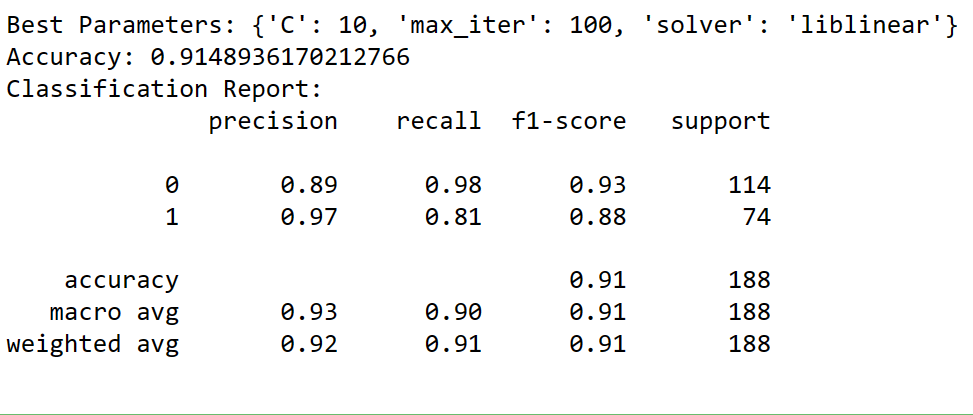 Best Parameters: {'C': 10, 'max_iter': 100, 'solver': 'liblinear'}
Accuracy: 0.9148936170212766
Classification Report:
              precision    recall  f1-score   support

           0       0.89      0.98      0.93       114
           1       0.97      0.81      0.88        74

    accuracy                           0.91       188
   macro avg       0.93      0.90      0.91       188
weighted avg       0.92      0.91      0.91       188